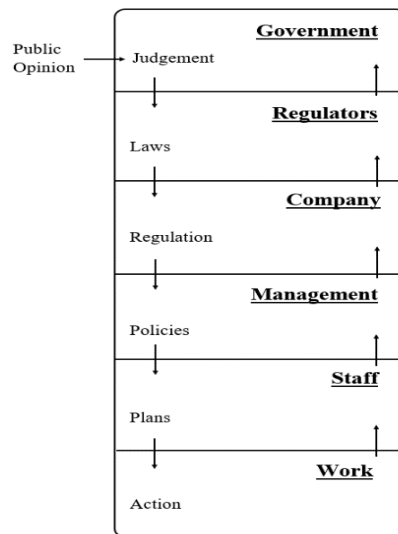 Government
Public
Opinion
Judgement
Regulators
Laws
Company
Regulation
Management
Policies
Staff
Plans
Work
Action